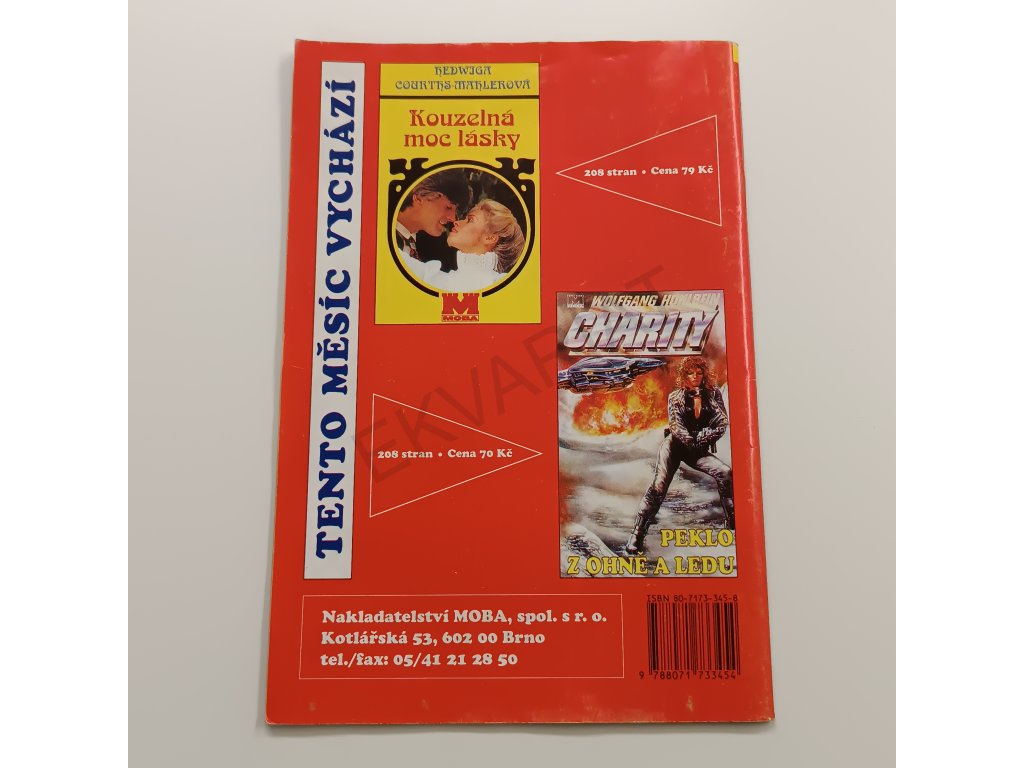 TENTO MĚSÍC VYCHÁZÍ
HEDWIGA
COURTHS-MAHLEROVÁ
Kouzelná
moc lásky
MOBA
208 stran • Cena 79 Kč
WOLFGANG HOHLBEIN
CHARITY
208 stran • Cena 70 Kč
PEKLO
Z OHNĚ A LEDU
Nakladatelství MOBA, spol. s r. o.
Kotlářská 53, 602 00 Brno
tel./fax: 05/41 21 28 50
ISBN 80-7173-345-8
9 788071 733454